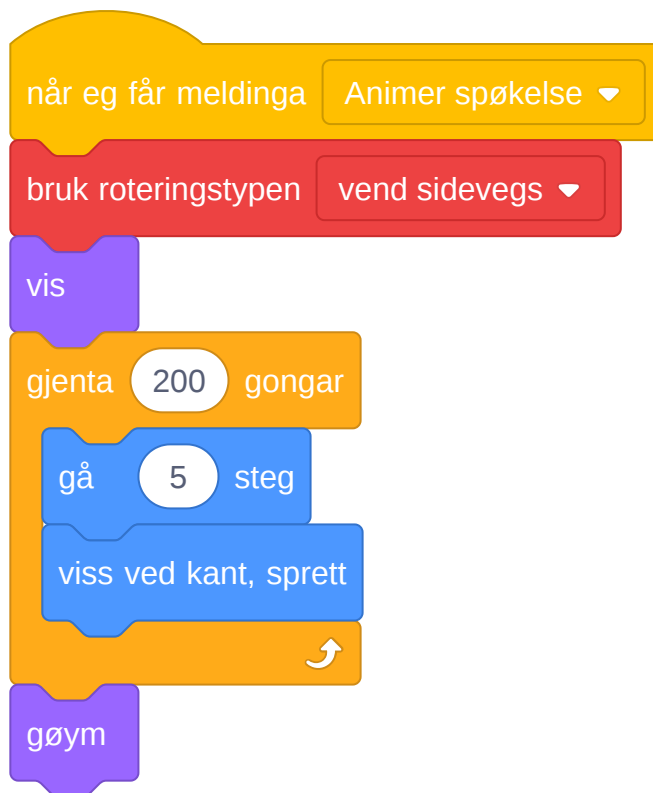 når eg får meldinga Animer spøkelse
bruk roteringstypen vend sidevegs
vis
gjenta 200 gongar
gå 5 steg
viss ved kant, sprett
gøym